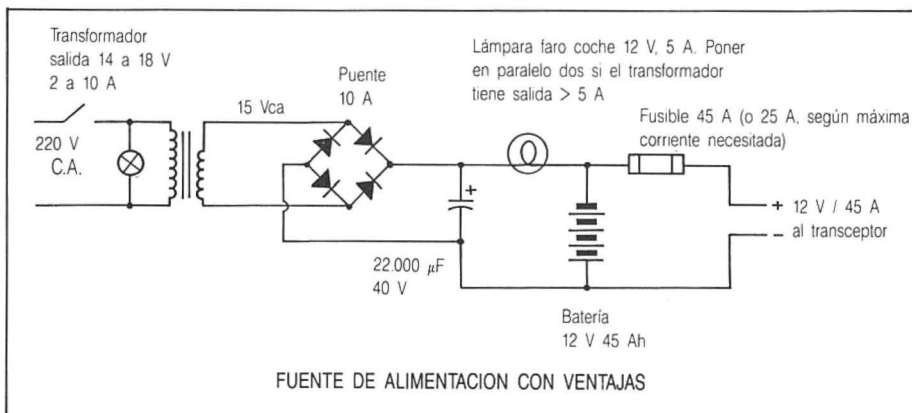 Transformador
salida 14 a 18 V
2 a 10 A
Lámpara faro coche 12 V, 5 A. Poner
en paralelo dos si el transformador
tiene salida > 5 A
Puente
10 A
15 Vca
Fusible 45 A (o 25 A, según máxima
corriente necesitada)
220 V
C.A.
+
+ 12 V / 45 A
- al transceptor
22.000 µF
40 V
Batería
12 V 45 Ah
FUENTE DE ALIMENTACION CON VENTAJAS